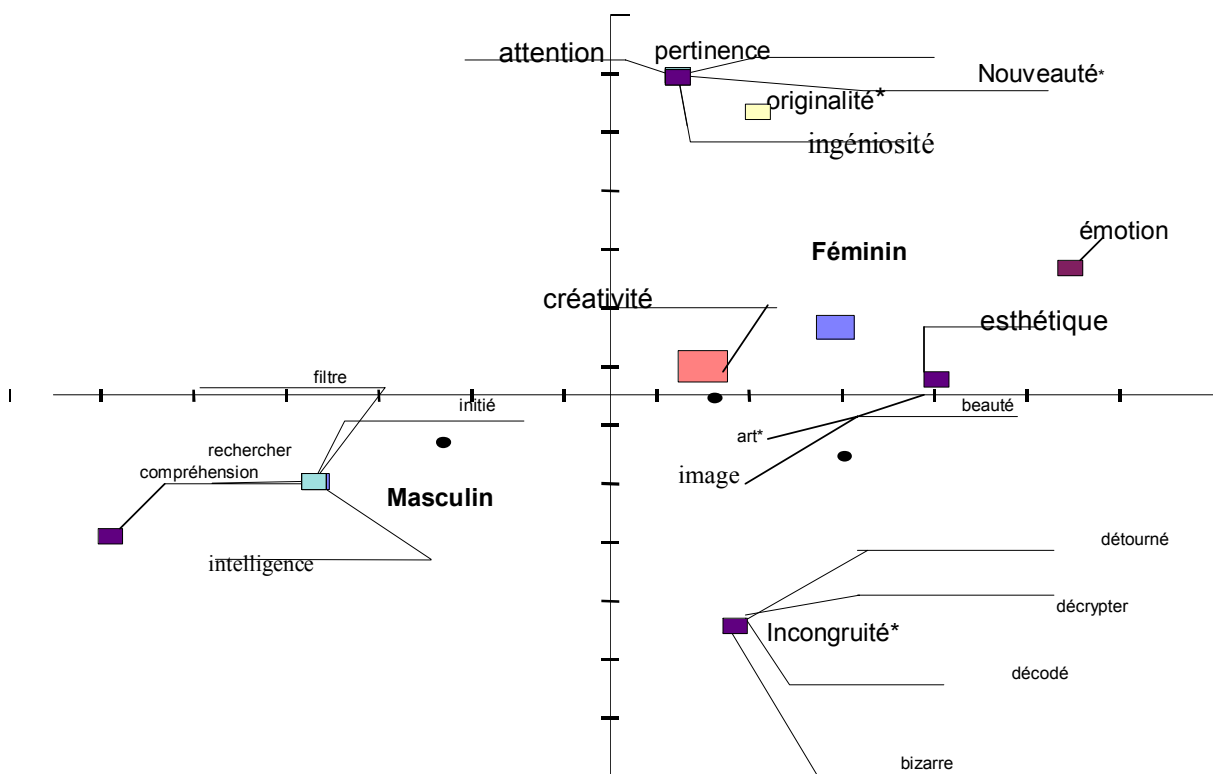 attention
pertinence
Nouveauté*
originalité*
ingéniosité
émotion
Féminin
créativité
esthétique
filtre
initié
beauté
art*
rechercher
compréhension
image
Masculin
intelligence
détourné
décrypter
Incongruité*
décodé
bizarre